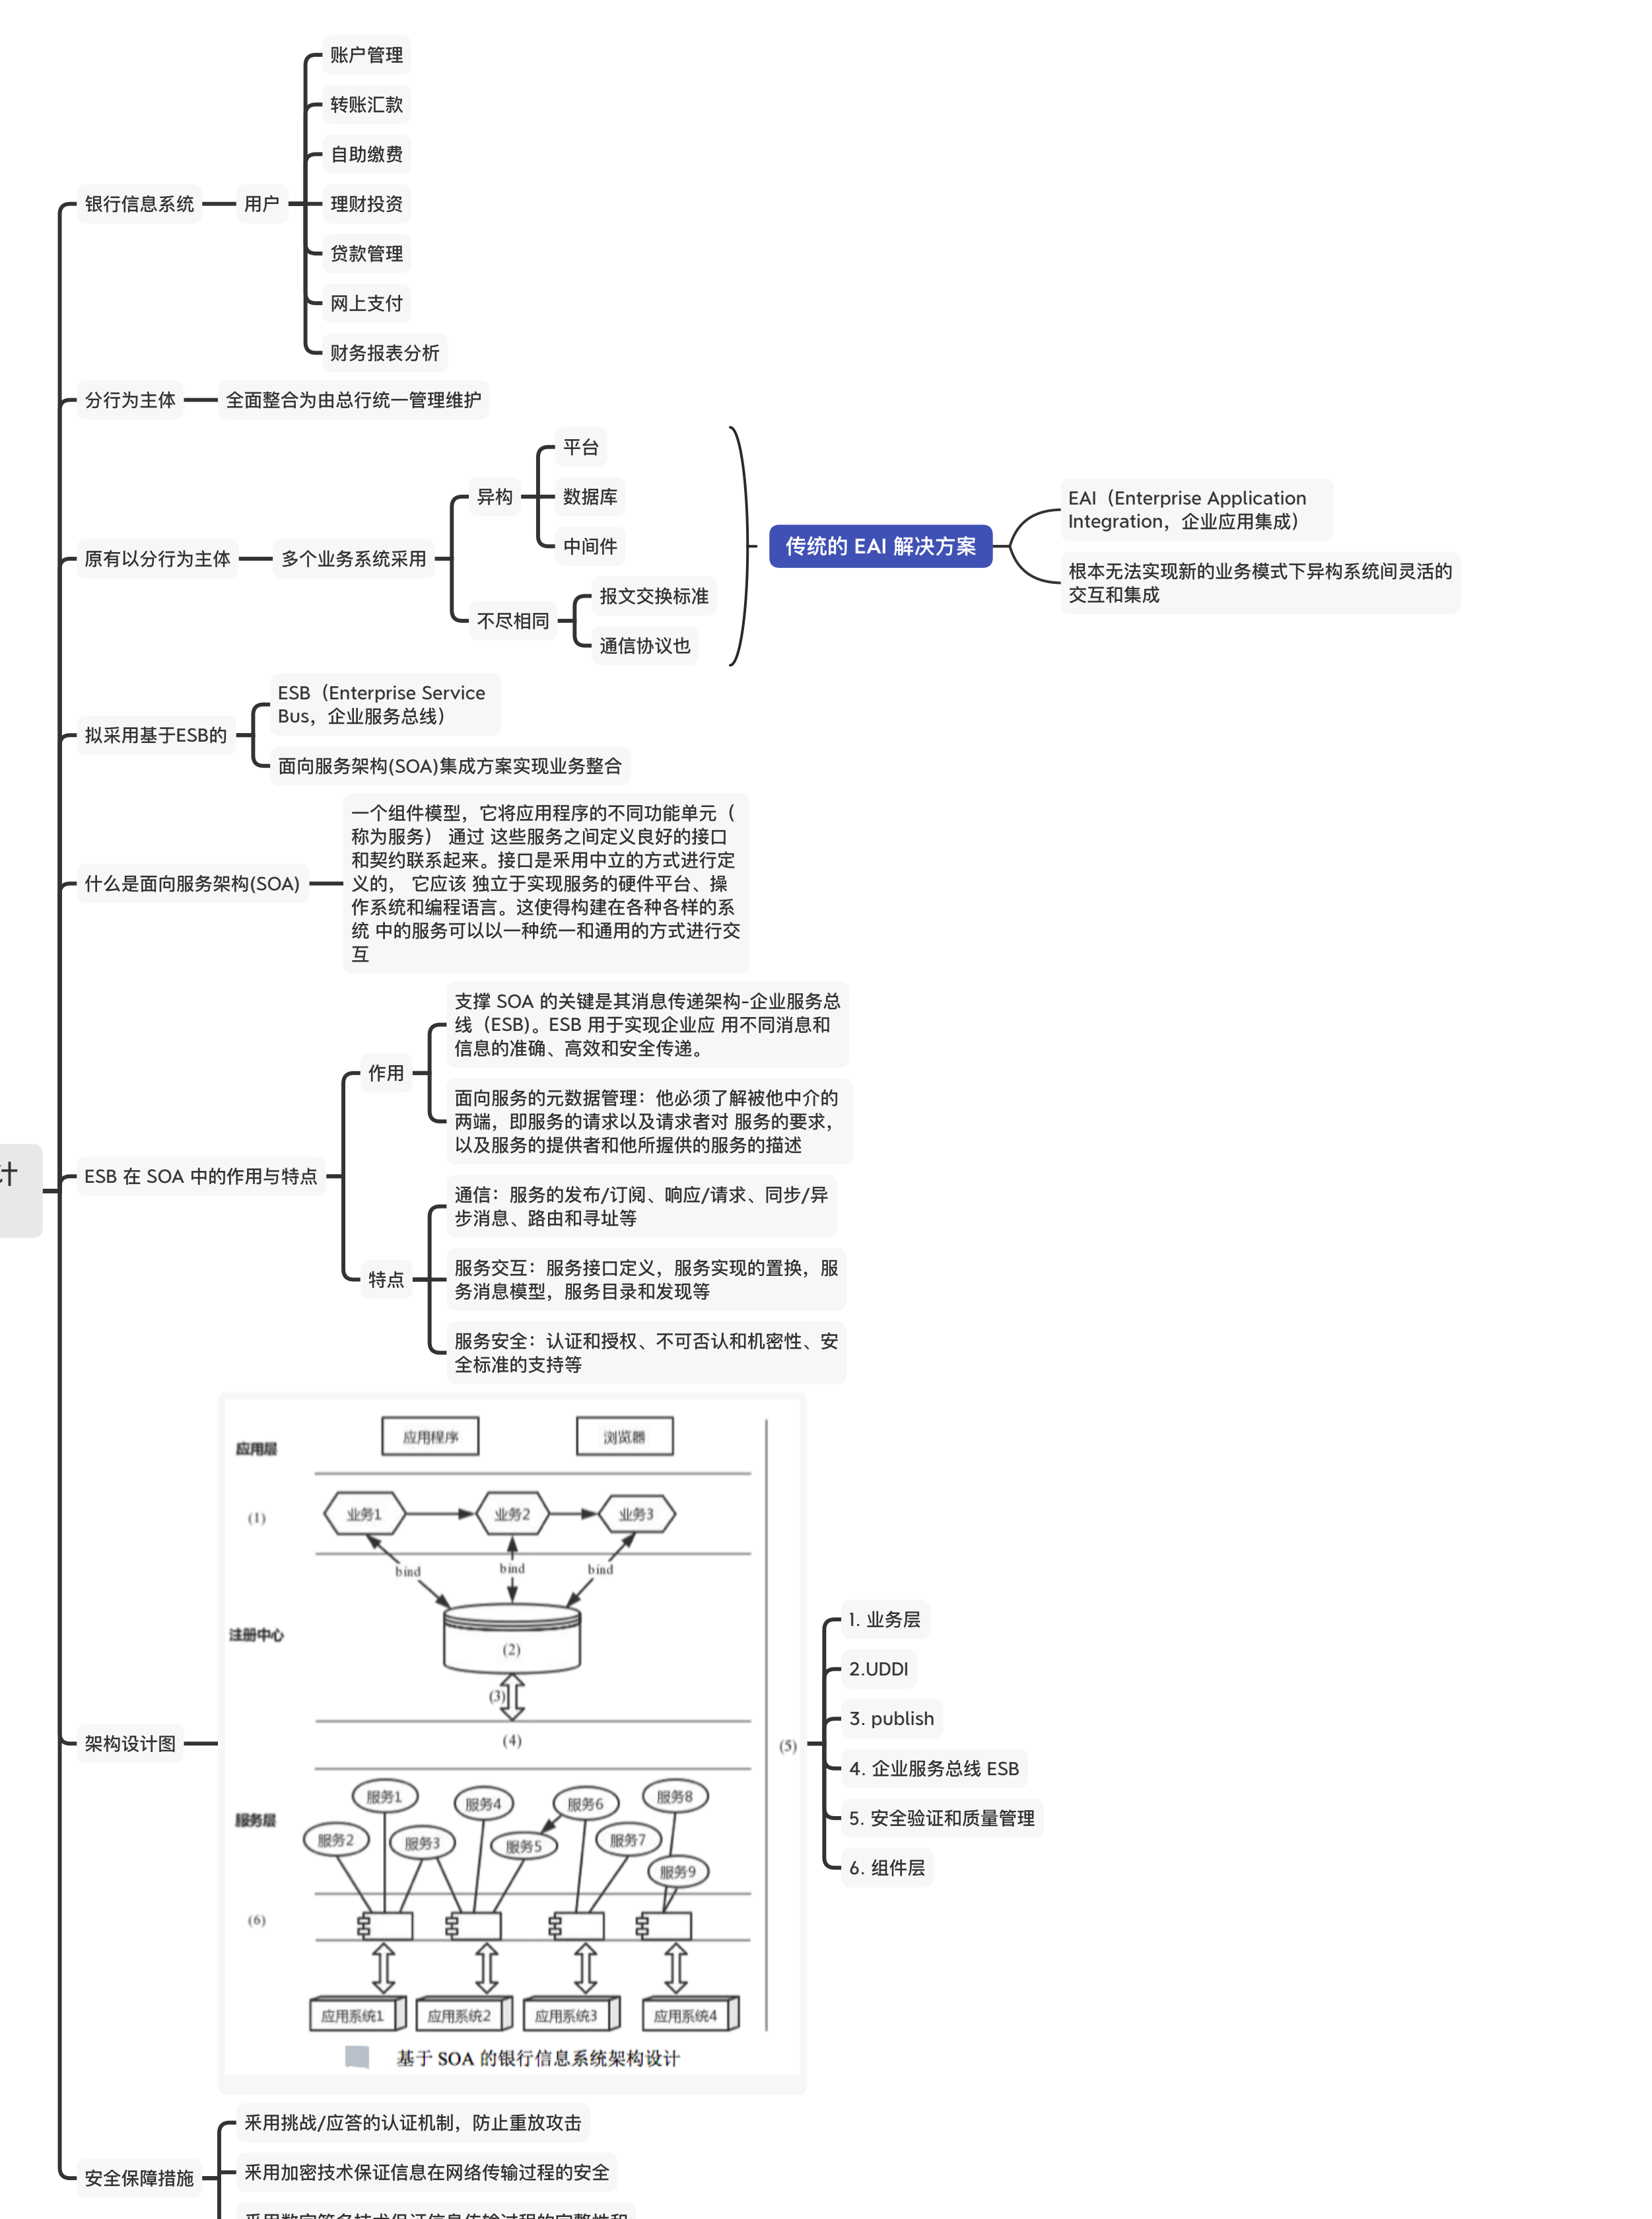 账户管理
转账汇款
自助缴费
银行信息系统
用户
理财投资
贷款管理
网上支付
财务报表分析
分行为主体
全面整合为由总行统一管理维护
原有以分行为主体
多个业务系统采用
异构
平台
数据库
中间件
不尽相同
报文交换标准
通信协议也
传统的 EAI 解决方案
EAI（Enterprise Application
Integration，企业应用集成）
根本无法实现新的业务模式下异构系统间灵活的
交互和集成
拟采用基于ESB的
ESB（Enterprise Service
Bus，企业服务总线）
面向服务架构(SOA)集成方案实现业务整合
什么是面向服务架构(SOA)
一个组件模型，它将应用程序的不同功能单元（
称为服务） 通过 这些服务之间定义良好的接口
和契约联系起来。接口是釆用中立的方式进行定
义的， 它应该 独立于实现服务的硬件平台、操
作系统和编程语言。这使得构建在各种各样的系
统 中的服务可以以一种统一和通用的方式进行交
互
计
ESB 在 SOA 中的作用与特点
作用
支撑 SOA 的关键是其消息传递架构-企业服务总
线（ESB)。ESB 用于实现企业应 用不同消息和
信息的准确、高效和安全传递。
面向服务的元数据管理：他必须了解被他中介的
两端，即服务的请求以及请求者对 服务的要求，
以及服务的提供者和他所握供的服务的描述
特点
通信：服务的发布/订阅、响应/请求、同步/异
步消息、路由和寻址等
服务交互：服务接口定义，服务实现的置换，服
务消息模型，服务目录和发现等
服务安全：认证和授权、不可否认和机密性、安
全标准的支持等
架构设计图
应用层
应用程序
浏览器
(1)
业务1
业务2
业务3
bind
bind
bind
注册中心
(2)
(3)
(4)
(5)
服务层
服务1
服务4
服务6
服务8
服务2
服务3
服务5
服务7
服务9
(6)
应用系统1
应用系统2
应用系统3
应用系统4
基于 SOA 的银行信息系统架构设计
1. 业务层
2.UDDI
3. publish
4. 企业服务总线 ESB
5. 安全验证和质量管理
6. 组件层
安全保障措施
釆用挑战/应答的认证机制，防止重放攻击
釆用加密技术保证信息在网络传输过程的安全